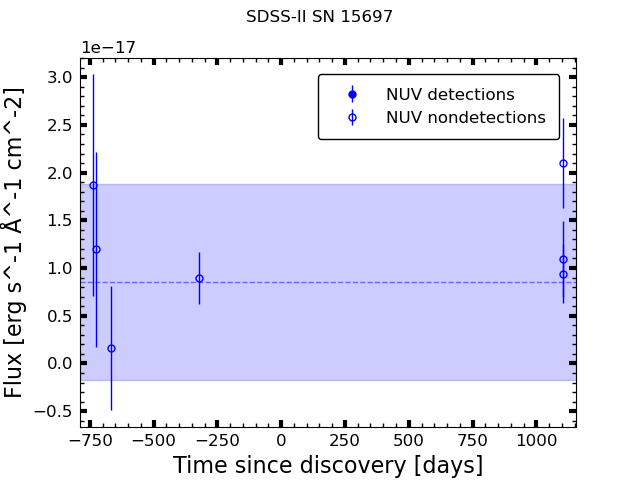 SDSS-II SN 15697
1e−17
3.0
2.5
2.0
1.5
1.0
0.5
0.0
−0.5
Flux [erg s^-1 Å^-1 cm^-2]
NUV detections
NUV nondetections
−750 −500 −250 0 250 500 750 1000
Time since discovery [days]